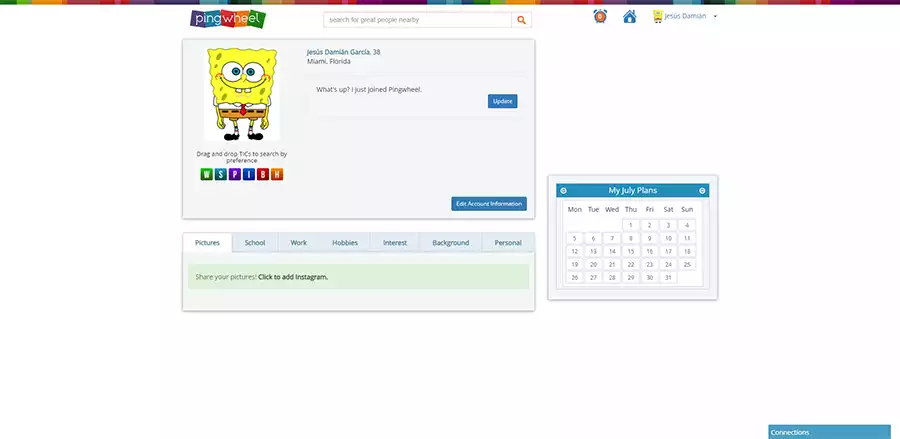 pingwheel
search for great people nearby
0
Jesús Damián
Jesús Damián García, 38
Miami, Florida
What's up? I just joined Pingwheel.
Update
Drag and drop TICs to search by
preference
W S P I B H
Edit Account Information
Pictures School Work Hobbies Interest Background Personal
Share your pictures! Click to add Instagram.
My July Plans
Mon Tue Wed Thu Fri Sat Sun
1 2 3 4
5 6 7 8 9 10 11
12 13 14 15 16 17 18
19 20 21 22 23 24 25
26 27 28 29 30 31
Connections